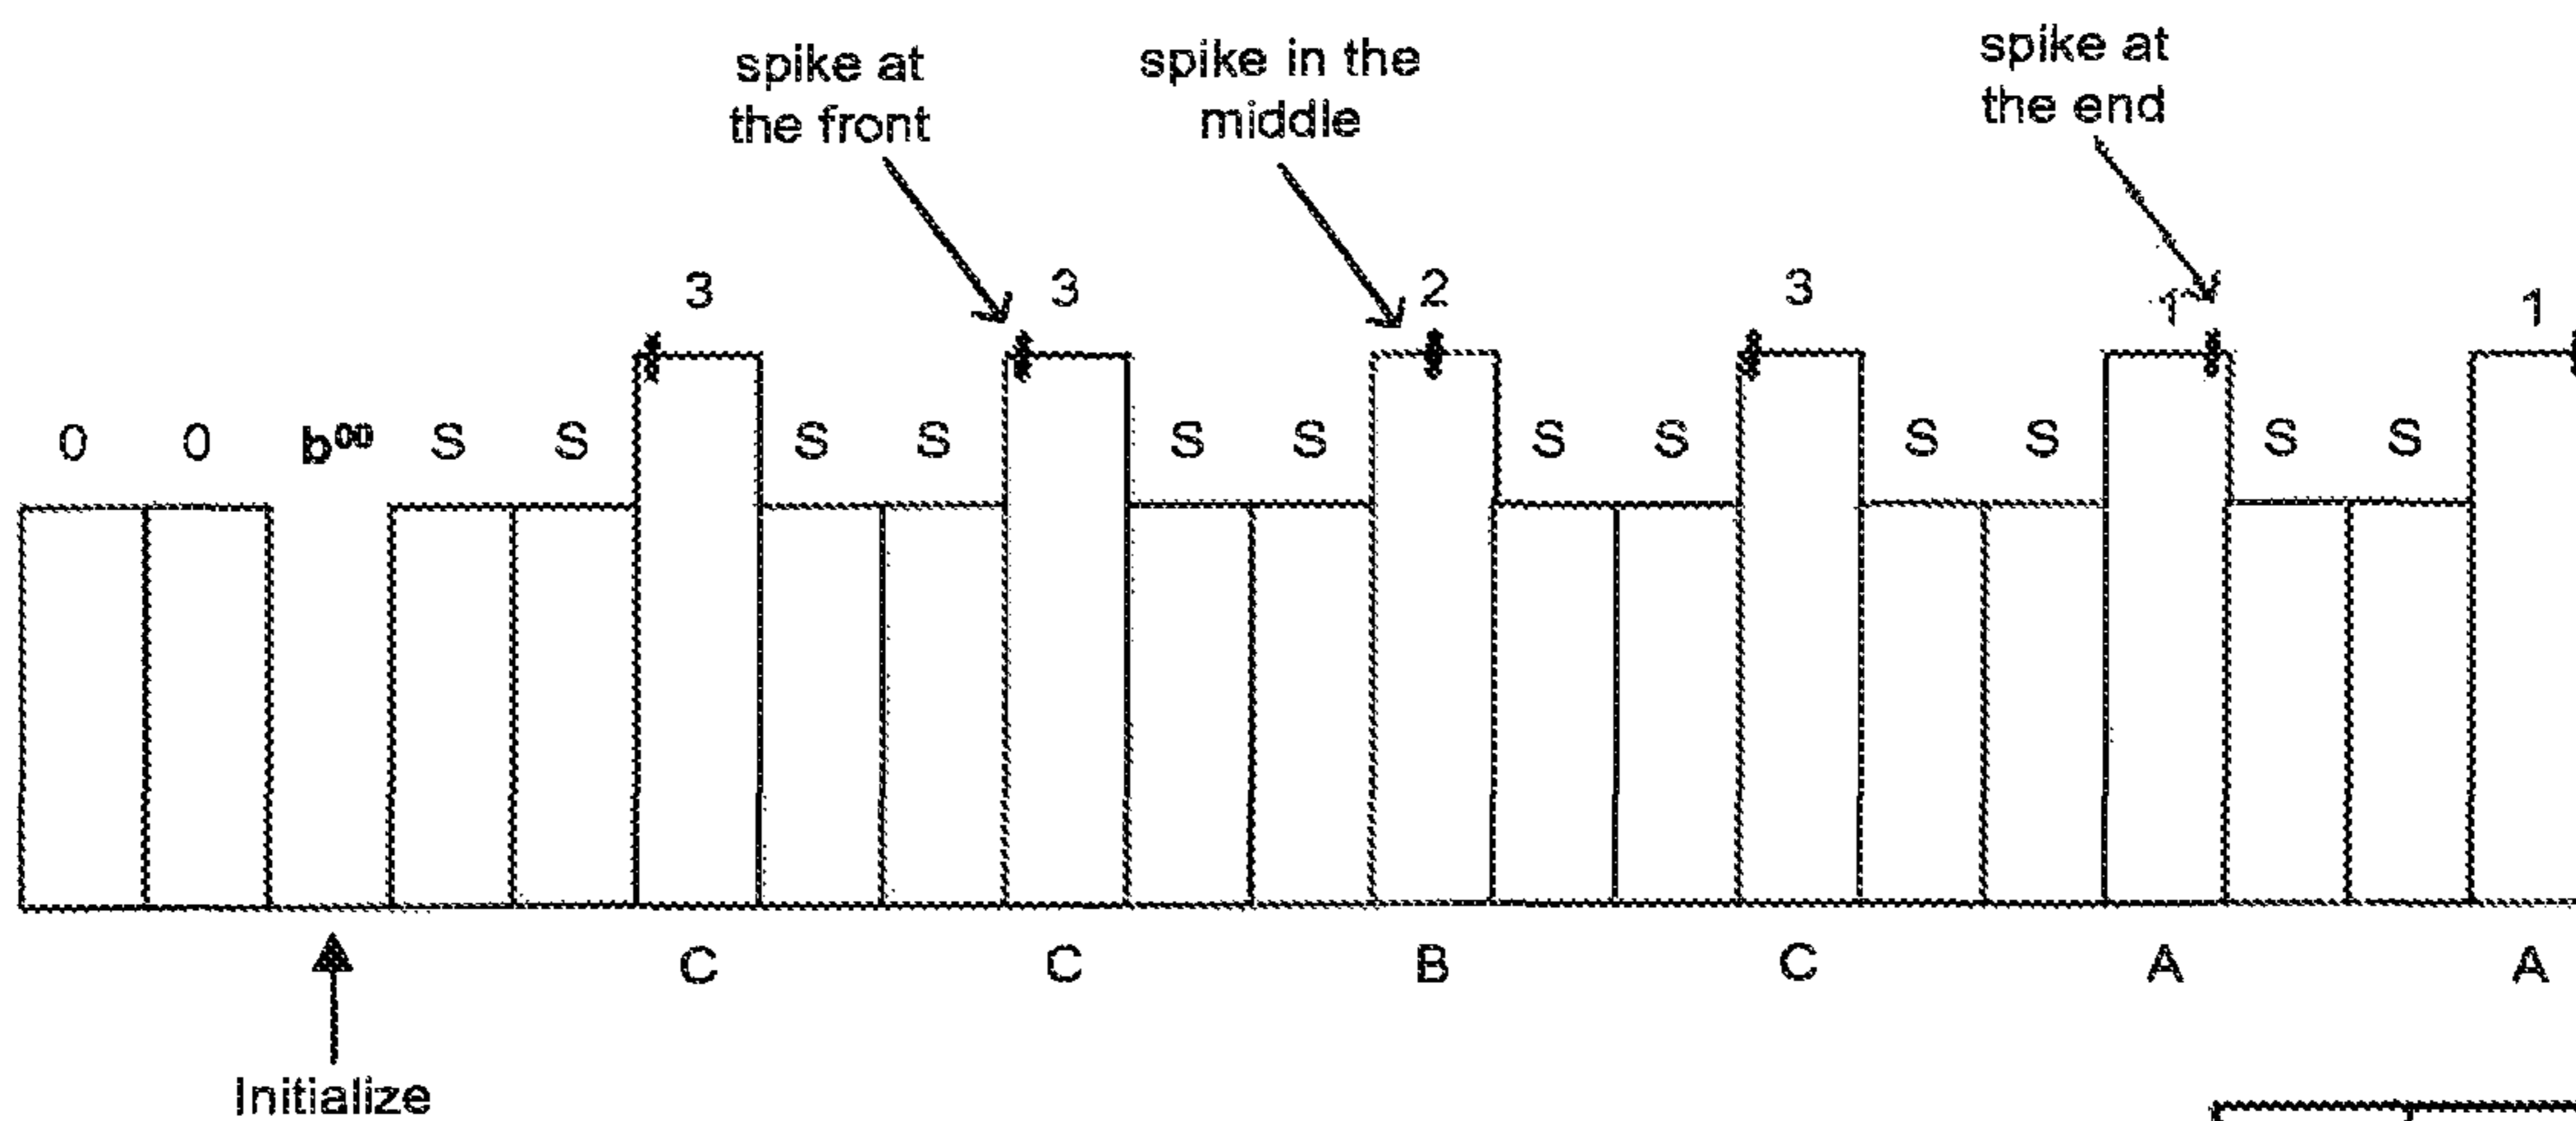 spike at
the front
spike in the
middle
spike at
the end
3 3 2 3 1 1
0 0 b⁰⁰ S S S S S S S S S S S S
C C B C A A
Initialize